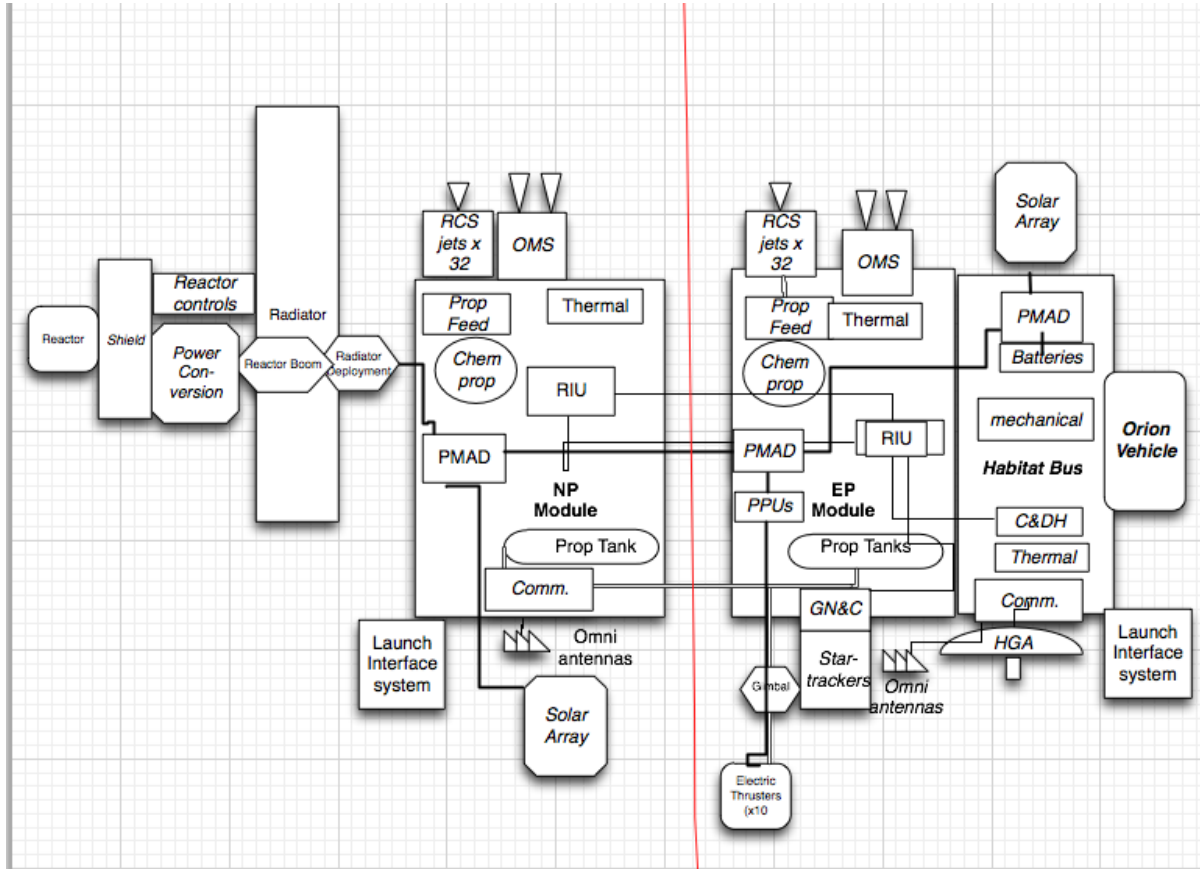 Reactor
Shield
Reactor
controls
Power
Con-
version
Radiator
Reactor Boom
Radiator
Deployment
RCS
jets x
32
OMS
Prop
Feed
Thermal
Chem
prop
RIU
PMAD
NP
Module
Prop Tank
Comm.
Omni
antennas
Launch
Interface
system
Solar
Array
RCS
jets x
32
OMS
Prop
Feed
Thermal
Chem
prop
RIU
PMAD
PPUs
EP
Module
Prop Tanks
GN&C
Star-
trackers
Gimbal
Omni
antennas
Electric
Thrusters
(x10
Solar
Array
PMAD
Batteries
mechanical
Habitat Bus
C&DH
Thermal
Comm.
HGA
Orion
Vehicle
Launch
Interface
system